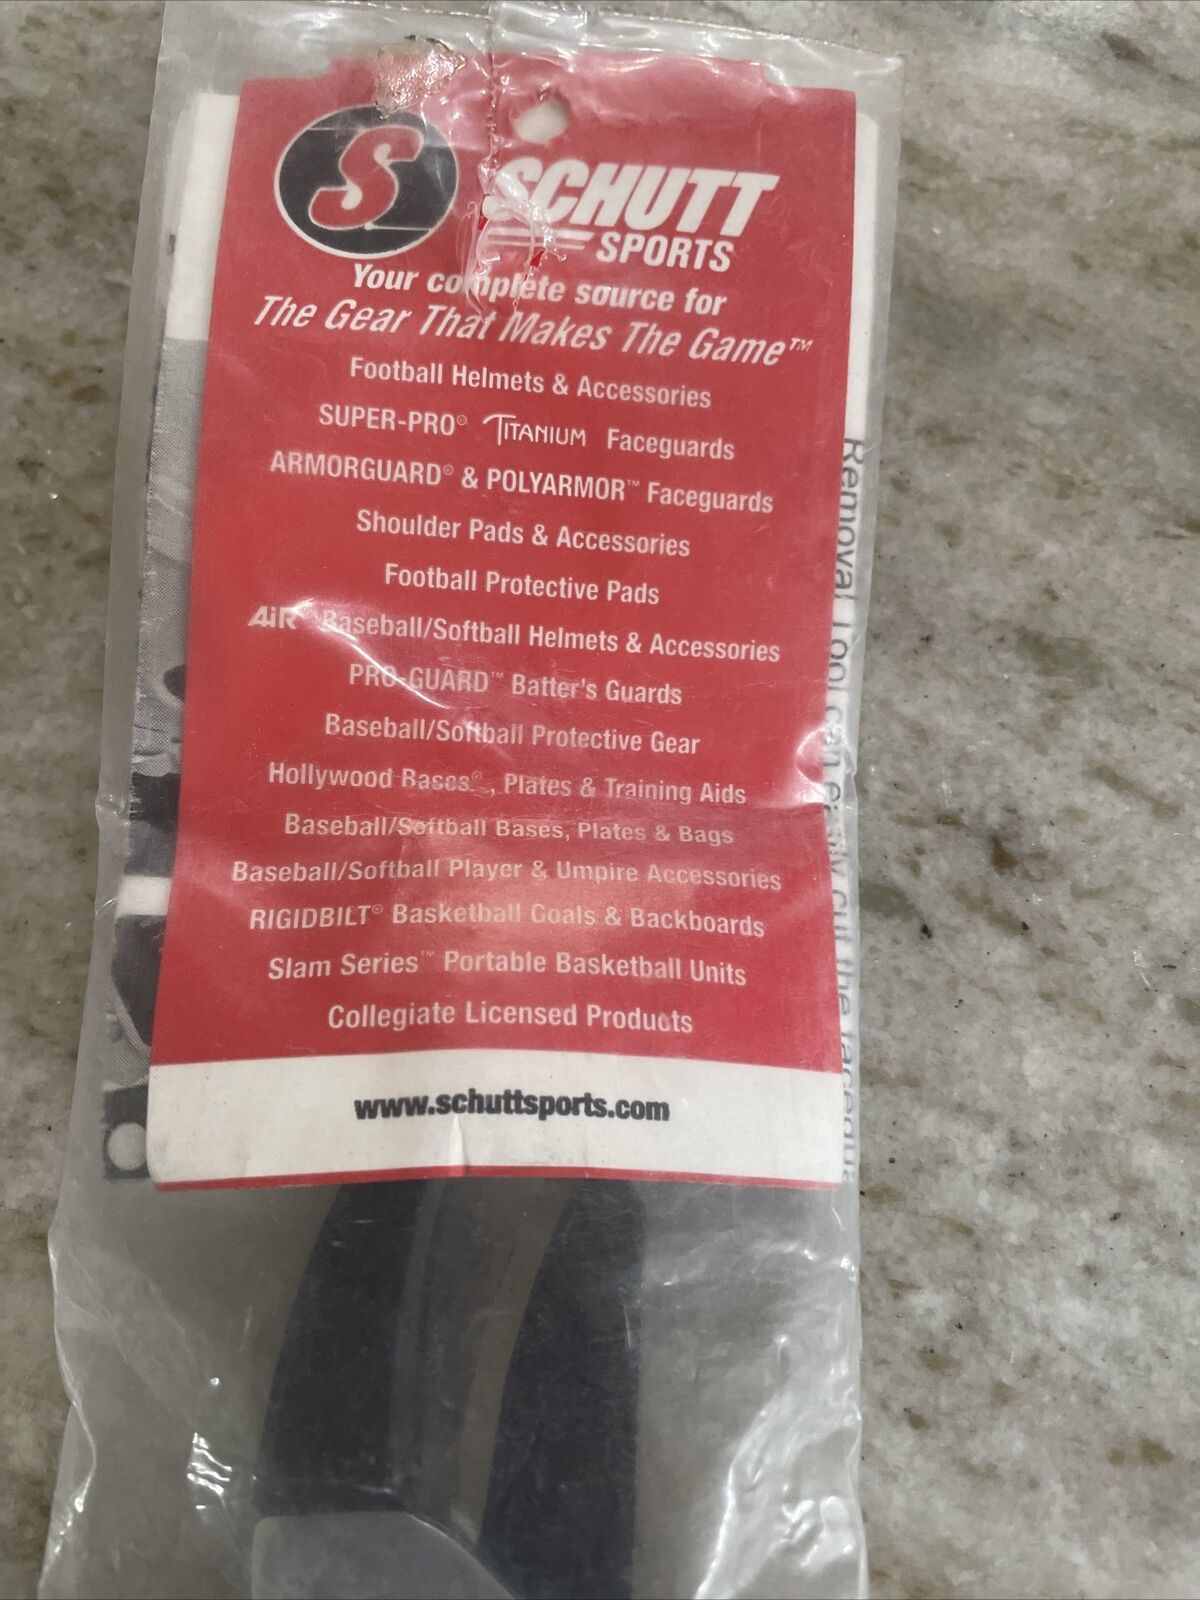 S
SCHUTT
SPORTS
Your complete source for
The Gear That Makes The Game™
Football Helmets & Accessories
SUPER-PRO® TITANIUM Faceguards
ARMORGUARD® & POLYARMOR™ Faceguards
Shoulder Pads & Accessories
Football Protective Pads
AiR Baseball/Softball Helmets & Accessories
PRO-GUARD™ Batter's Guards
Baseball/Softball Protective Gear
Hollywood Bases®, Plates & Training Aids
Baseball/Softball Bases, Plates & Bags
Baseball/Softball Player & Umpire Accessories
RIGIDBILT® Basketball Goals & Backboards
Slam Series™ Portable Basketball Units
Collegiate Licensed Products
www.schuttsports.com
Removal Tool can easily cut the